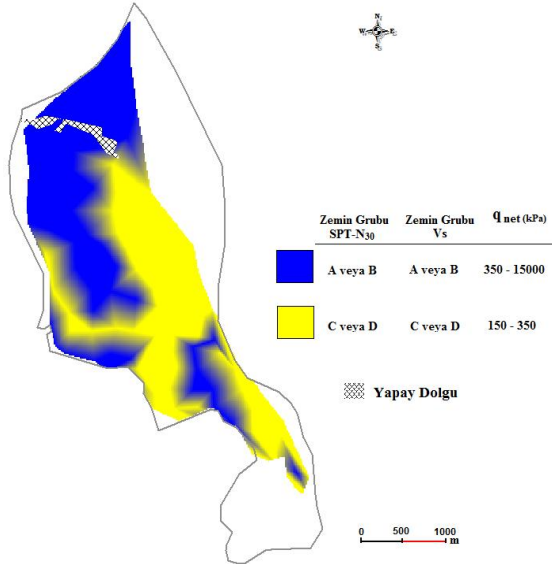 N
W E
S
Zemin Grubu Zemin Grubu q net (kPa)
SPT-N30 Vs
A veya B A veya B 350 - 15000
C veya D C veya D 150 - 350
Yapay Dolgu
0 500 1000
m